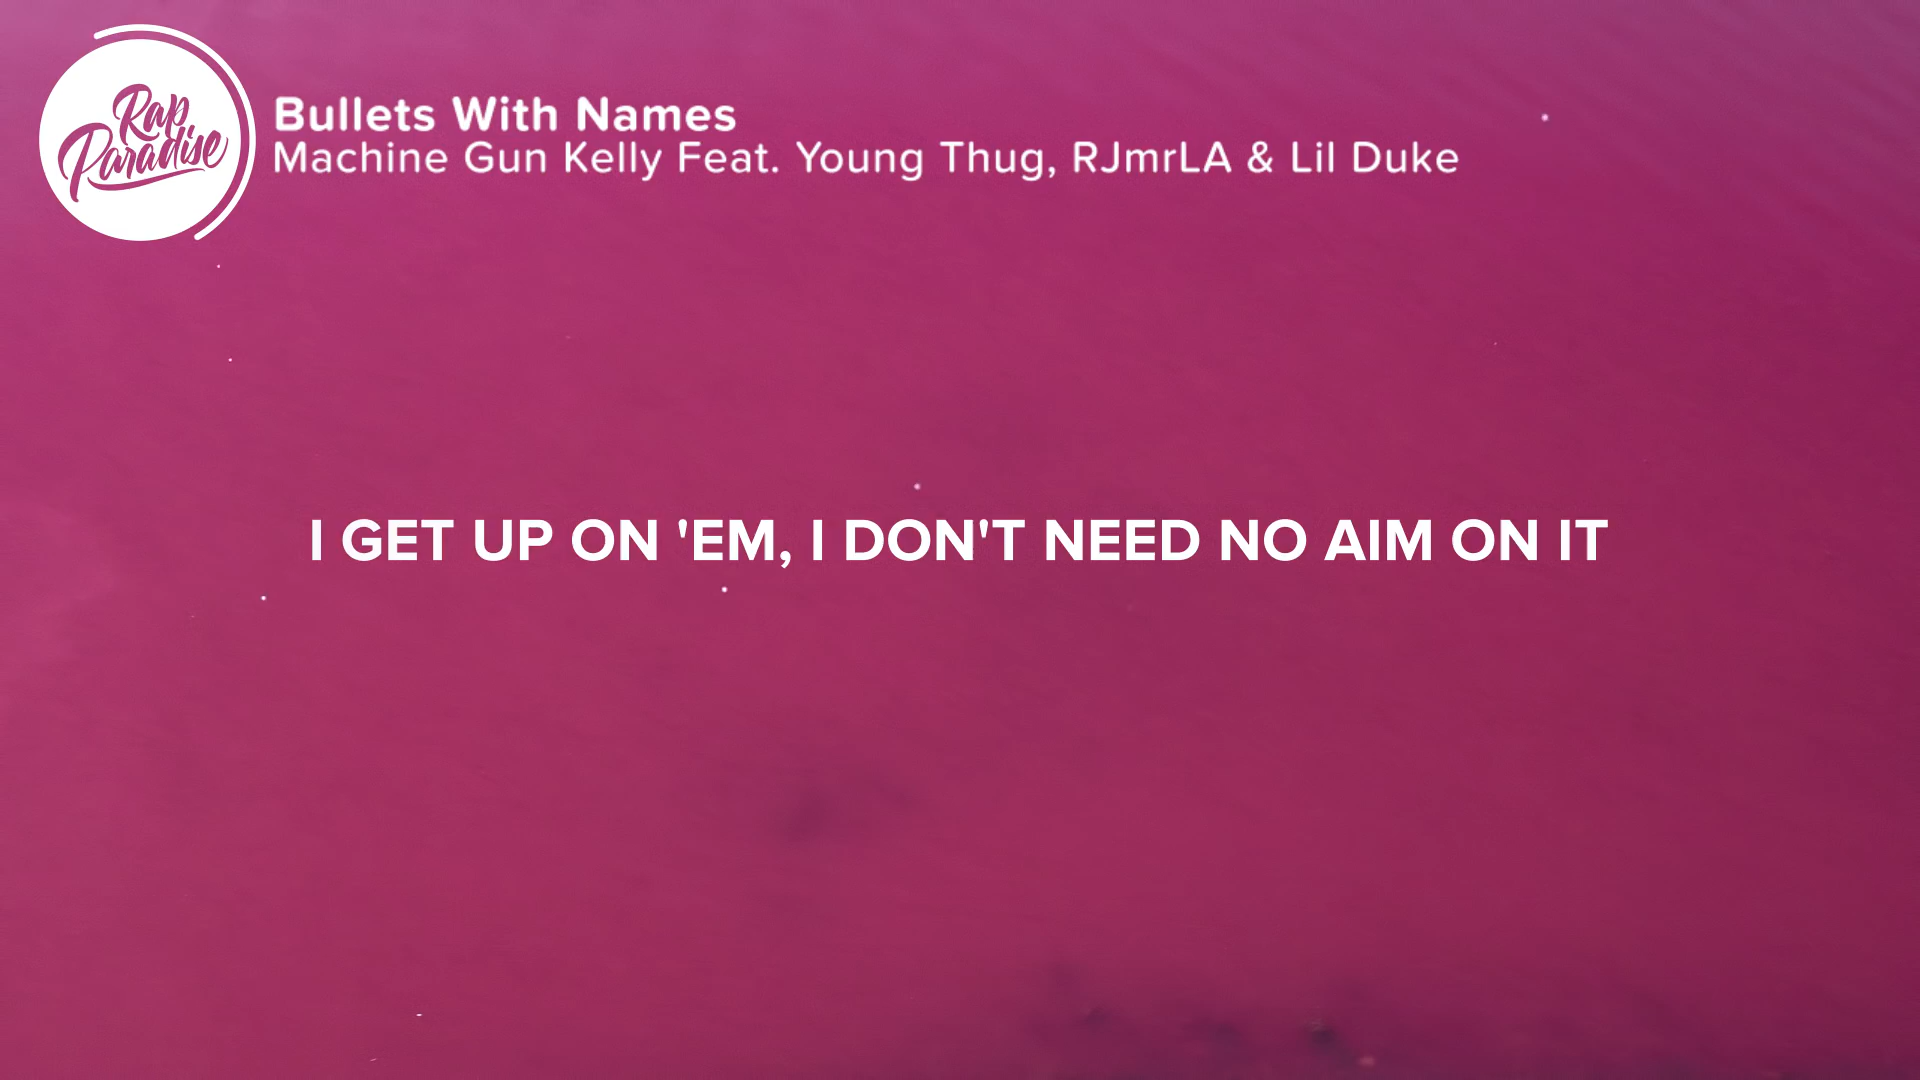 Rap
Paradise
Bullets With Names
Machine Gun Kelly Feat. Young Thug, RJmrLA & Lil Duke
I GET UP ON 'EM, I DON'T NEED NO AIM ON IT